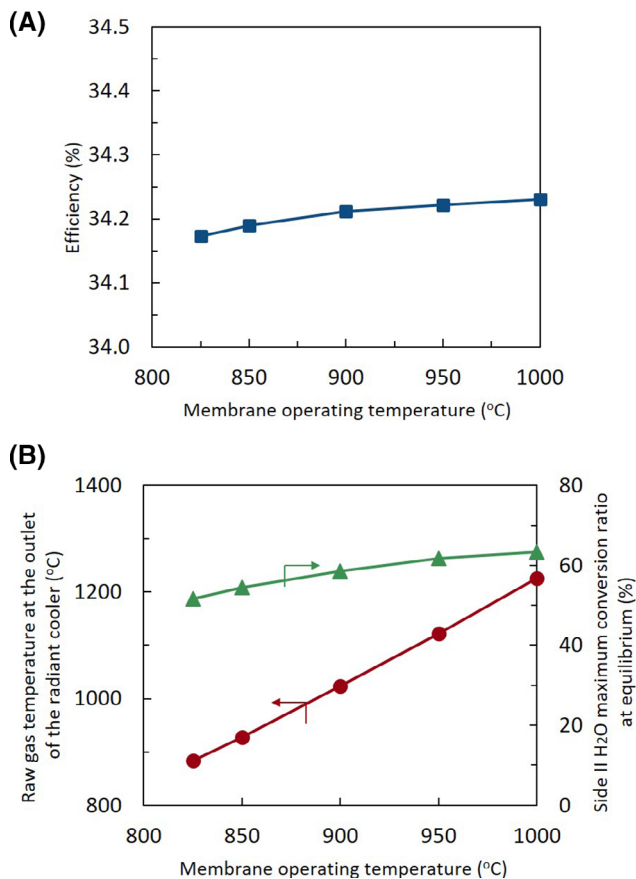 (A)
34.5
34.4
34.3
34.2
34.1
34.0
Efficiency (%)
800 850 900 950 1000
Membrane operating temperature (°C)
(B)
1400
1200
1000
800
Raw gas temperature at the outlet
of the radiant cooler (°C)
80
60
40
20
0
Side II H2O maximum conversion ratio
at equilibrium (%)
800 850 900 950 1000
Membrane operating temperature (°C)